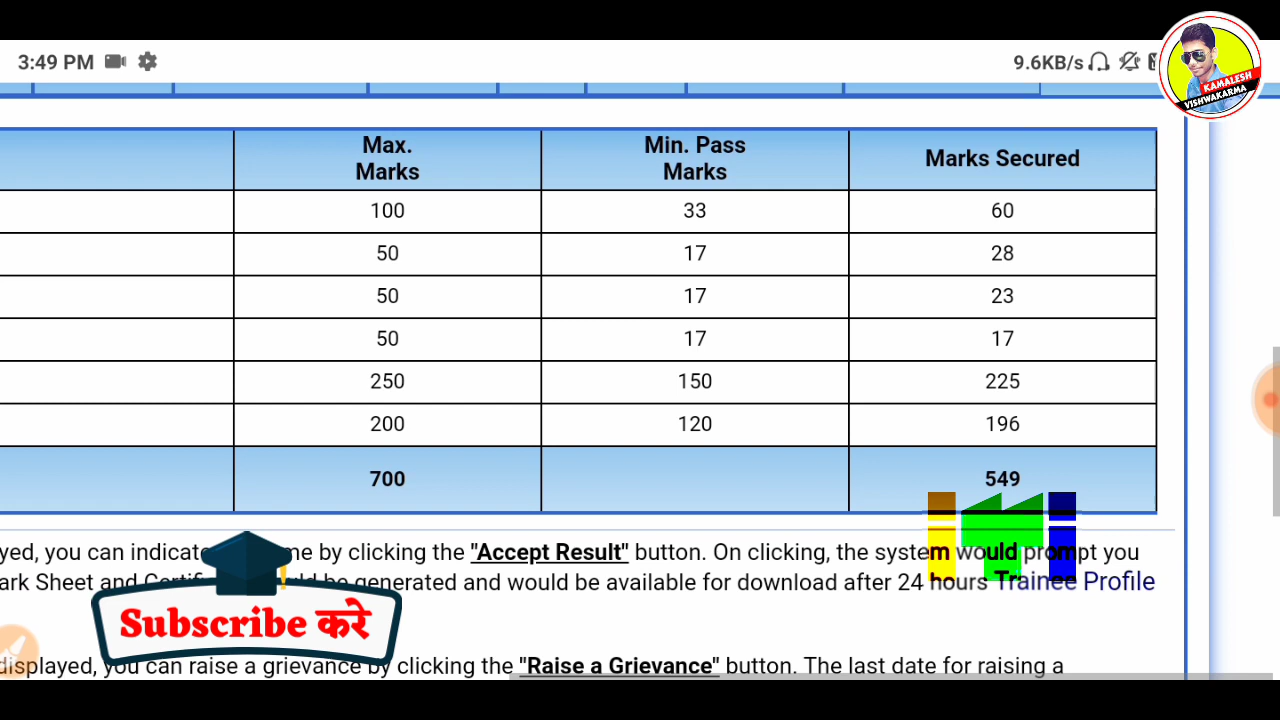 3:49 PM
9.6KB/s
KAMALESH
VISHWAKARMA
Max. Marks Min. Pass Marks Marks Secured
100 33 60
50 17 28
50 17 23
50 17 17
250 150 225
200 120 196
700 549
yed, you can indicate me by clicking the "Accept Result" button. On clicking, the system would prompt you
ark Sheet and be generated and would be available for download after 24 hours Trainee Profile
Subscribe करे
displayed, you can raise a grievance by clicking the "Raise a Grievance" button. The last date for raising a